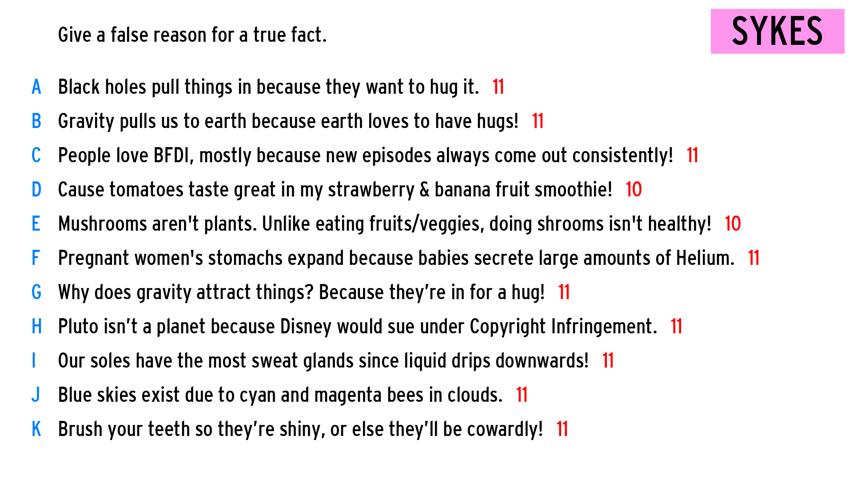 SYKES
Give a false reason for a true fact.
A Black holes pull things in because they want to hug it. 11
B Gravity pulls us to earth because earth loves to have hugs! 11
C People love BFDI, mostly because new episodes always come out consistently! 11
D Cause tomatoes taste great in my strawberry & banana fruit smoothie! 10
E Mushrooms aren't plants. Unlike eating fruits/veggies, doing shrooms isn't healthy! 10
F Pregnant women's stomachs expand because babies secrete large amounts of Helium. 11
G Why does gravity attract things? Because they’re in for a hug! 11
H Pluto isn’t a planet because Disney would sue under Copyright Infringement. 11
I Our soles have the most sweat glands since liquid drips downwards! 11
J Blue skies exist due to cyan and magenta bees in clouds. 11
K Brush your teeth so they’re shiny, or else they’ll be cowardly! 11